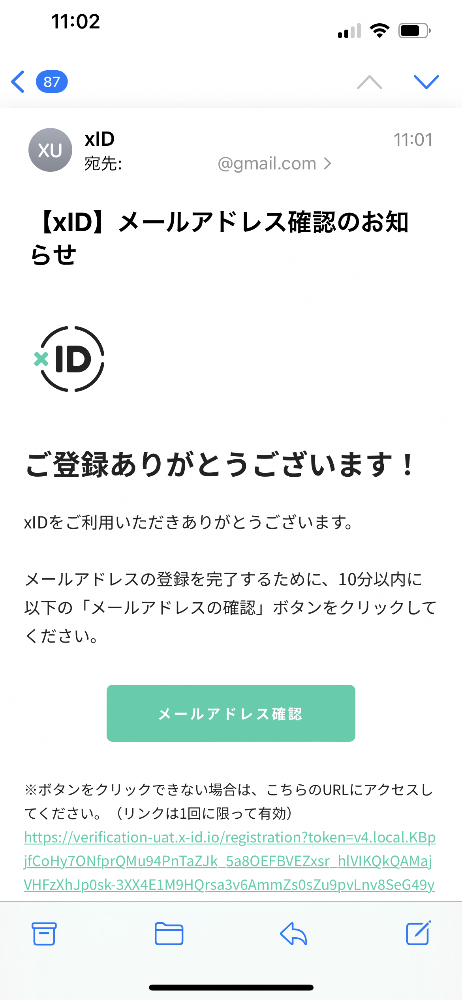 11:02
87
XU
xID
11:01
宛先:
@gmail.com
【xID】メールアドレス確認のお知
らせ
xID
ご登録ありがとうございます！
xIDをご利用いただきありがとうございます。
メールアドレスの登録を完了するために、10分以内に
以下の「メールアドレスの確認」ボタンをクリックして
ください。
メールアドレス確認
※ボタンをクリックできない場合は、こちらのURLにアクセスし
てください。（リンクは1回に限って有効）
https://verification-uat.x-id.io/registration?token=v4.local.KBp
jfCoHy7ONfprQMu94PnTaZJk_5a8OEFBVEZxsr_hlVIKQkQAMaj
VHFzXhJp0sk-3XX4E1M9HQrsa3v6AmmZs0sZu9pvLnv8SeG49y